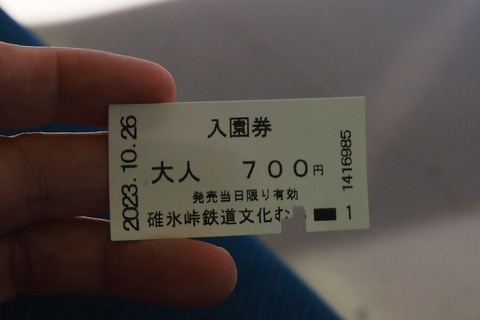 2023.10.26
入園券
大人 700円
発売当日限り有効
碓氷峠鉄道文化む
1
1416985